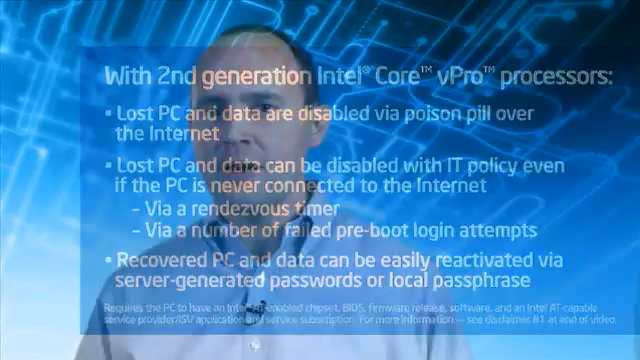 With 2nd generation Intel® Core™ vPro™ processors:
▪ Lost PC and data are disabled via poison pill over
the Internet
▪ Lost PC and data can be disabled with IT policy even
if the PC is never connected to the Internet
– Via a rendezvous timer
– Via a number of failed pre-boot login attempts
▪ Recovered PC and data can be easily reactivated via
server-generated passwords or local passphrase
Requires the PC to have an Intel AT-enabled chipset, BIOS, firmware release, software, and an Intel AT-capable
service provider/ISV application and service subscription. For more information — see disclaimer #1 at end of video.